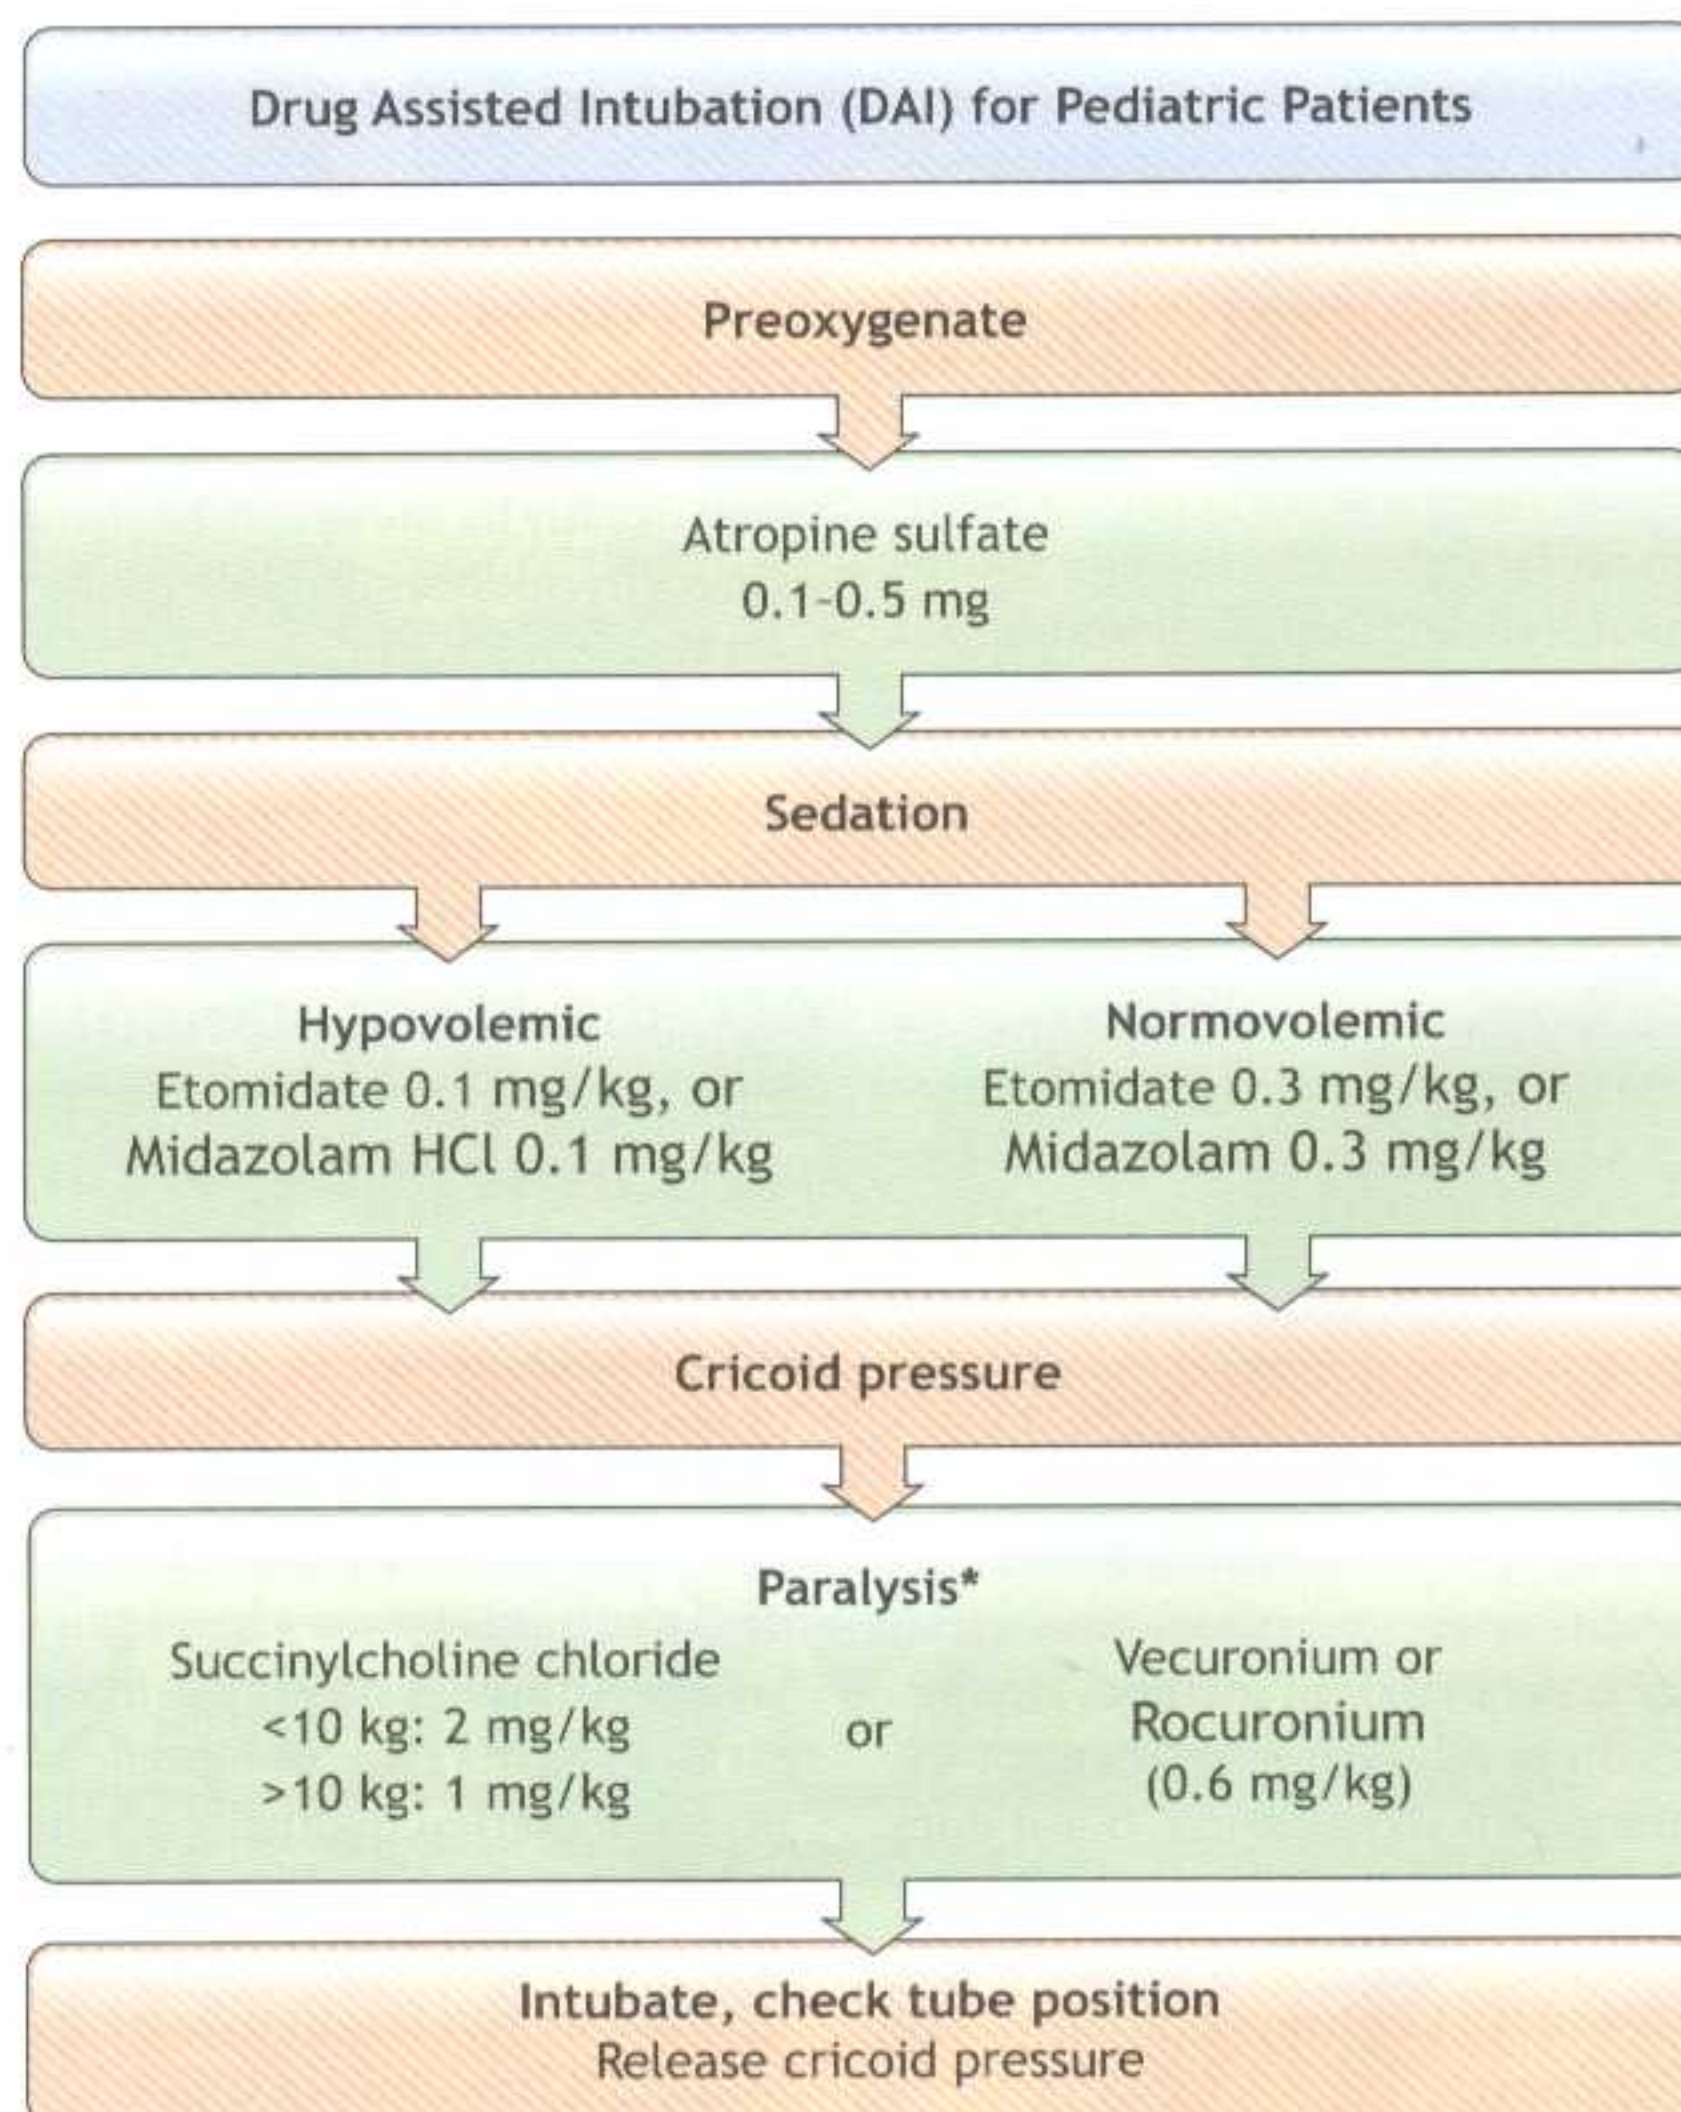 Drug Assisted Intubation (DAI) for Pediatric Patients
Preoxygenate
Atropine sulfate
0.1-0.5 mg
Sedation
Hypovolemic
Etomidate 0.1 mg/kg, or
Midazolam HCl 0.1 mg/kg
Normovolemic
Etomidate 0.3 mg/kg, or
Midazolam 0.3 mg/kg
Cricoid pressure
Paralysis*
Succinylcholine chloride
<10 kg: 2 mg/kg
>10 kg: 1 mg/kg
or
Vecuronium or
Rocuronium
(0.6 mg/kg)
Intubate, check tube position
Release cricoid pressure